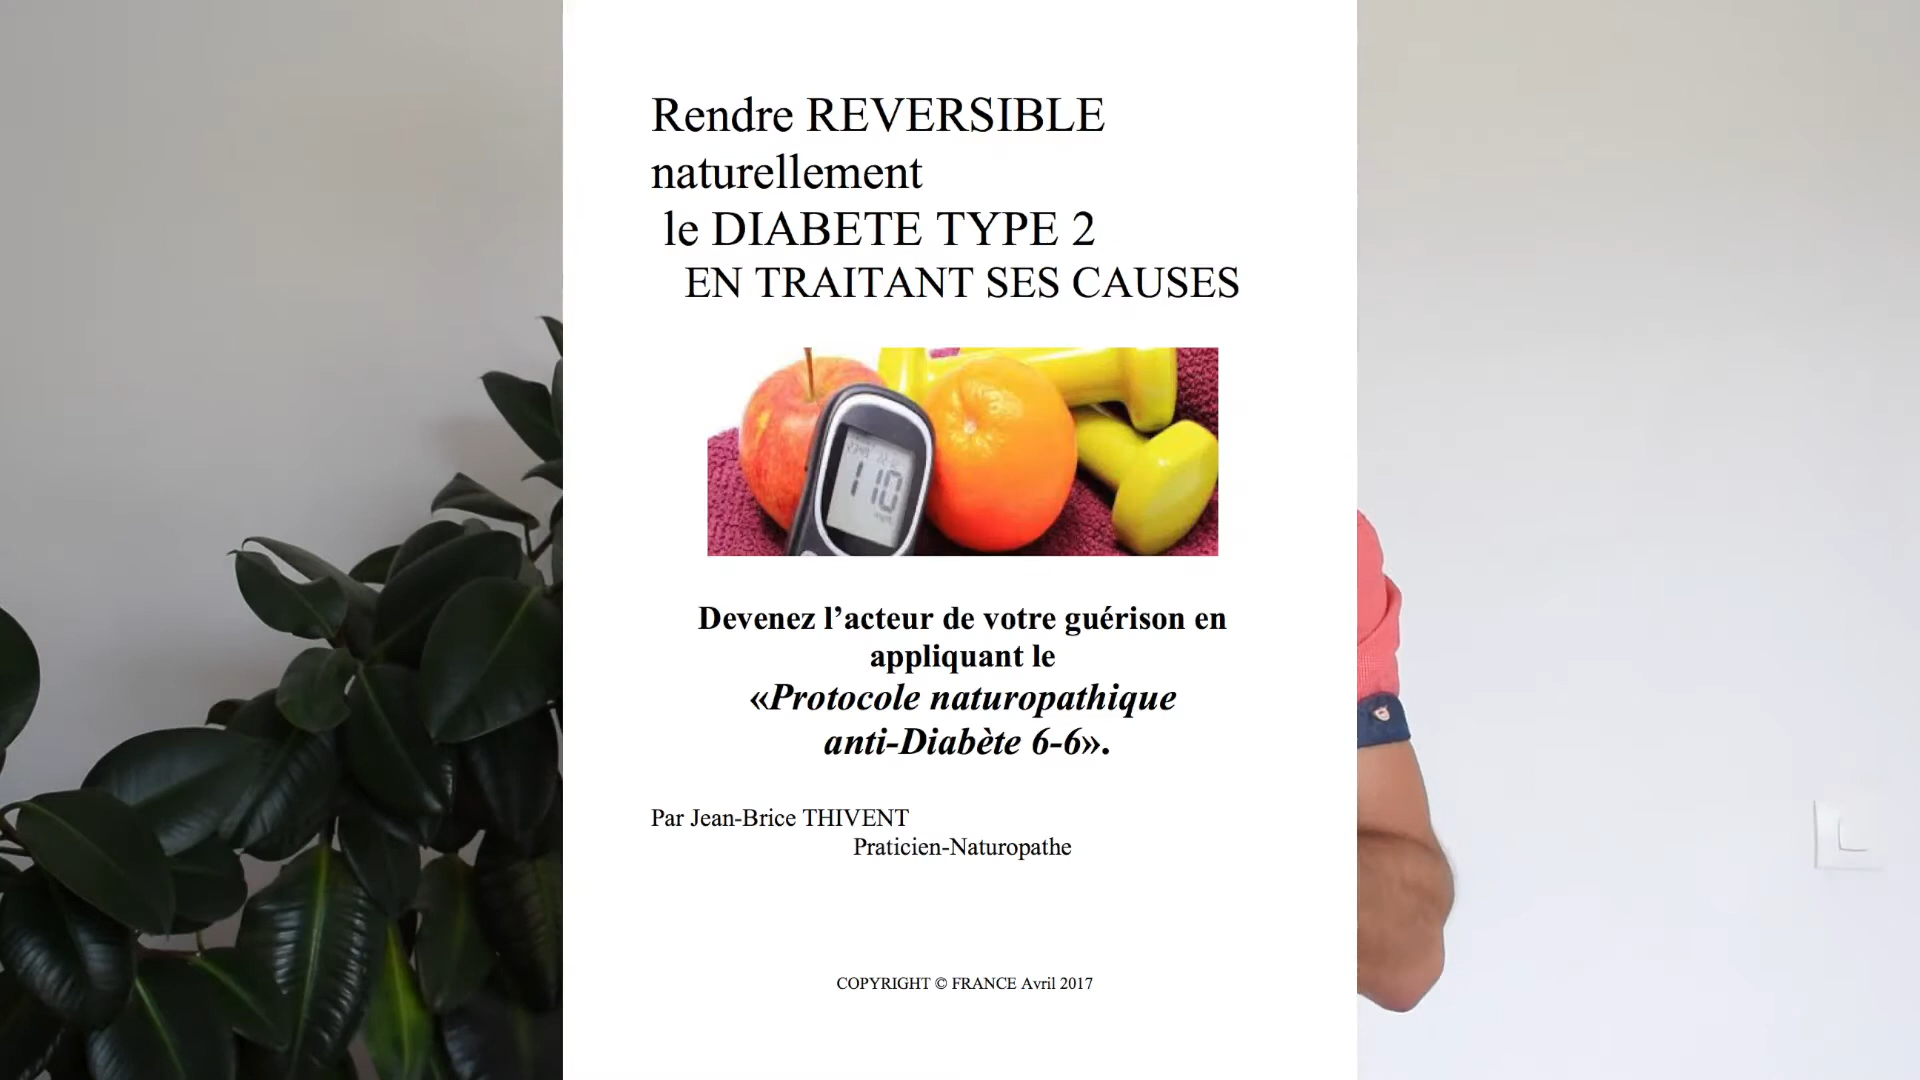 Rendre REVERSIBLE
naturellement
le DIABETE TYPE 2
EN TRAITANT SES CAUSES
110
Devenez l’acteur de votre guérison en
appliquant le
«Protocole naturopathique
anti-Diabète 6-6».
Par Jean-Brice THIVENT
Praticien-Naturopathe
COPYRIGHT © FRANCE Avril 2017